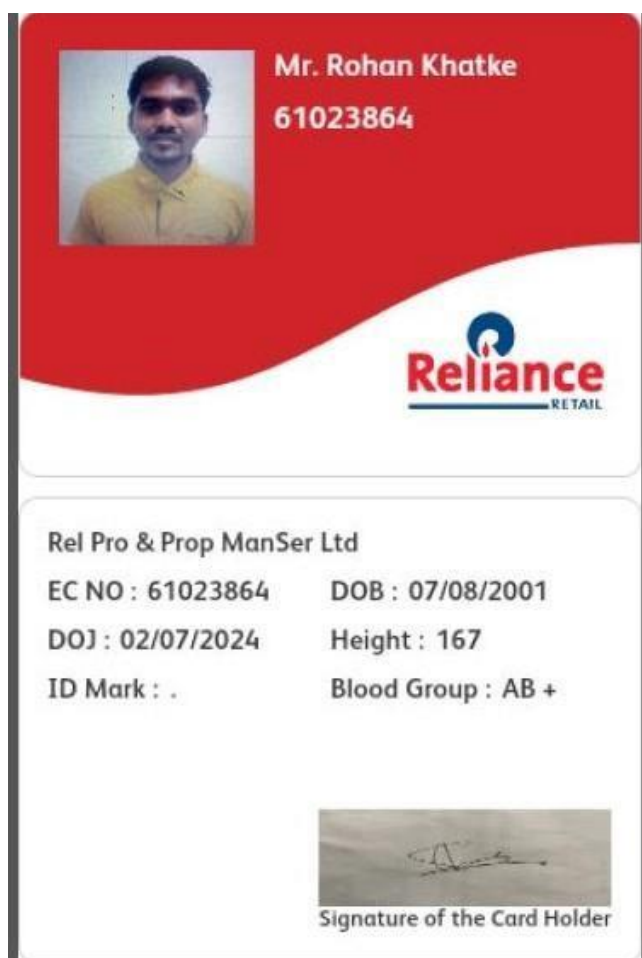 Mr. Rohan Khatke
61023864
Reliance
RETAIL
Rel Pro & Prop ManSer Ltd
EC NO : 61023864 DOB : 07/08/2001
DOJ : 02/07/2024 Height : 167
ID Mark : . Blood Group : AB +
Signature of the Card Holder